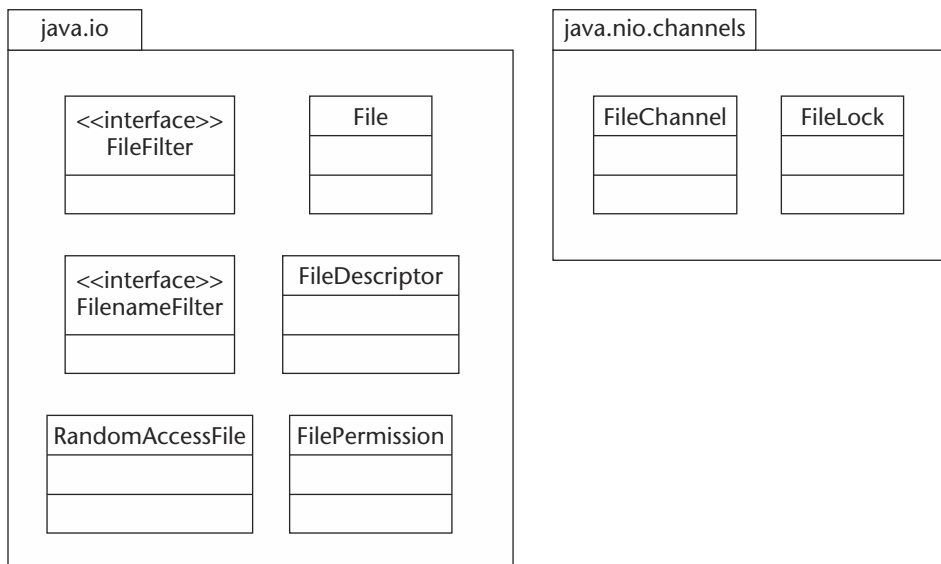 java.io
<<interface>>
FileFilter
File
<<interface>>
FilenameFilter
FileDescriptor
RandomAccessFile
FilePermission
java.nio.channels
FileChannel
FileLock